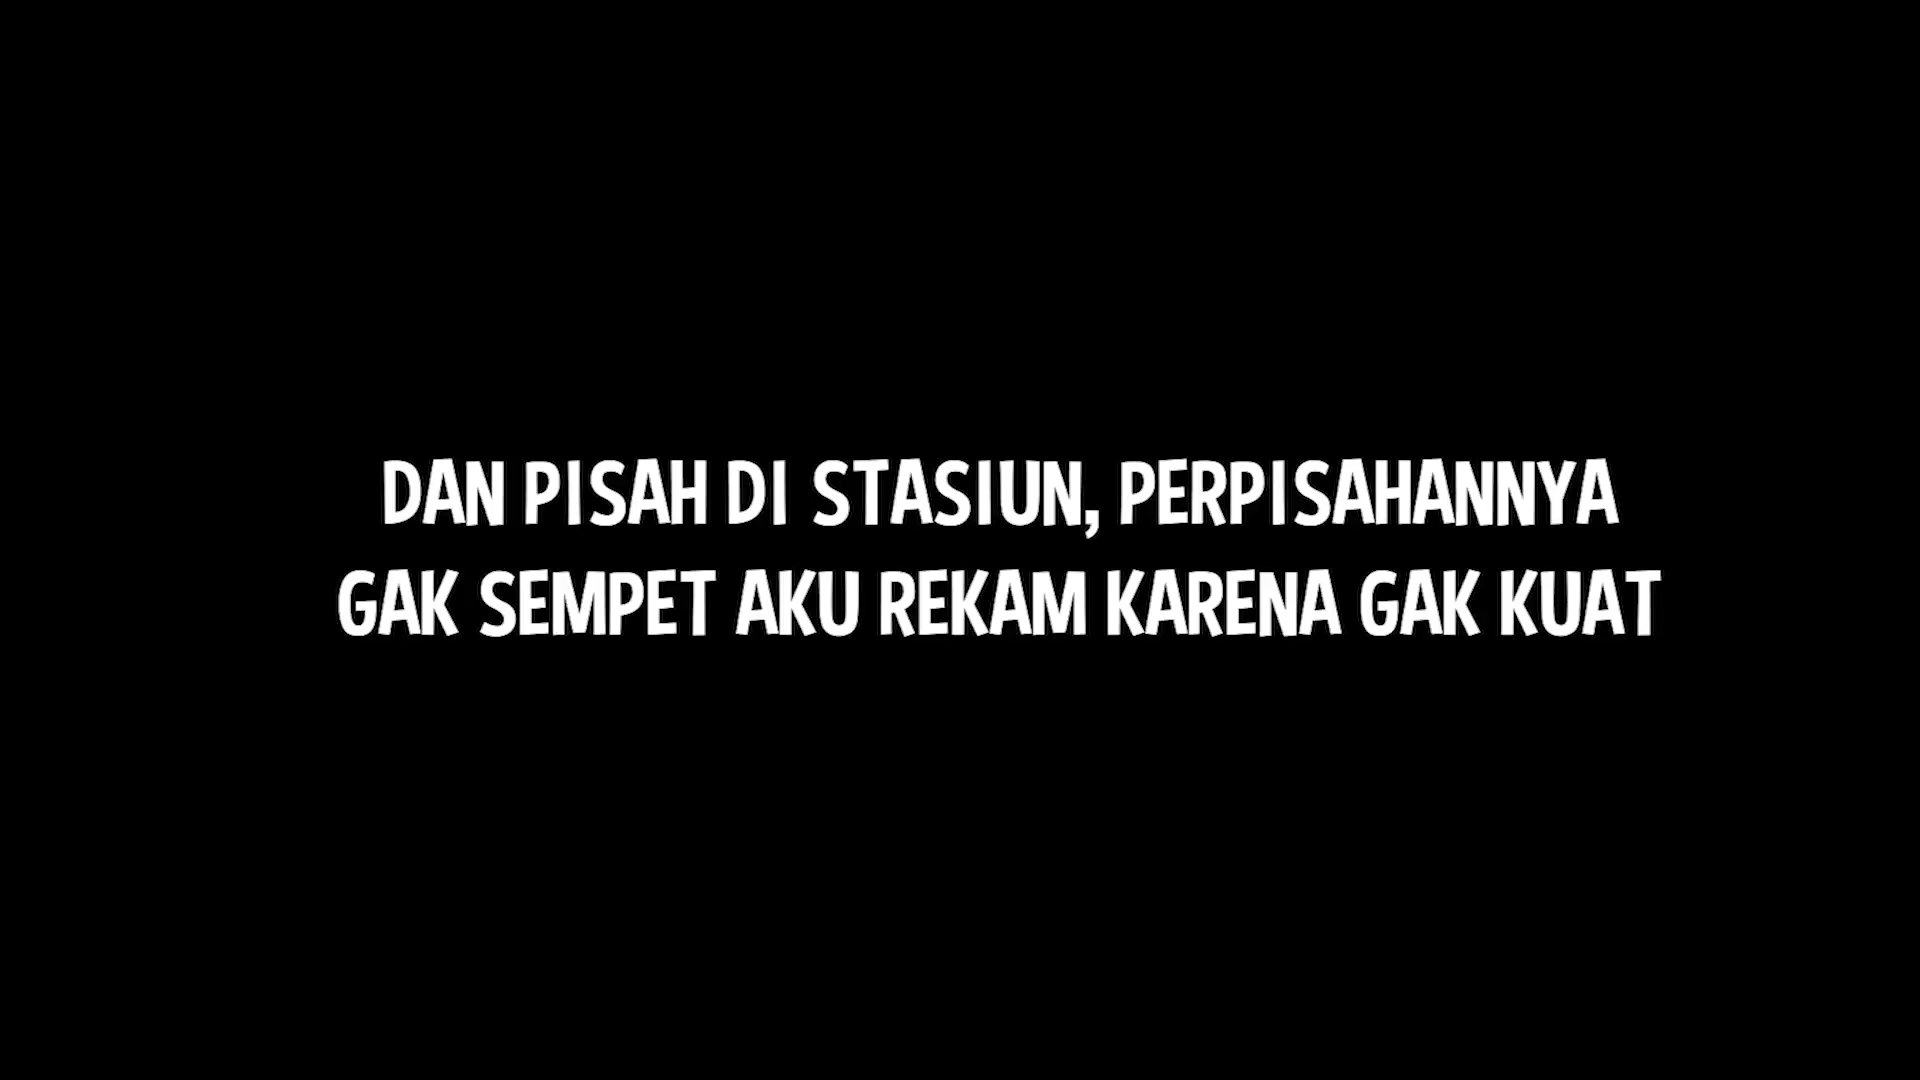 DAN PISAH DI STASIUN, PERPISAHANNYA
GAK SEMPET AKU REKAM KARENA GAK KUAT